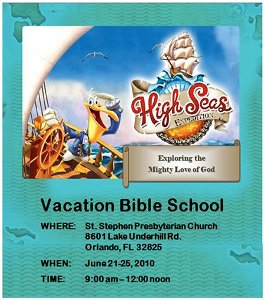 High Seas
EXPEDITION
Exploring the
Mighty Love of God
Vacation Bible School
WHERE: St. Stephen Presbyterian Church
8601 Lake Underhill Rd.
Orlando, FL 32825
WHEN: June 21-25, 2010
TIME: 9:00 am – 12:00 noon